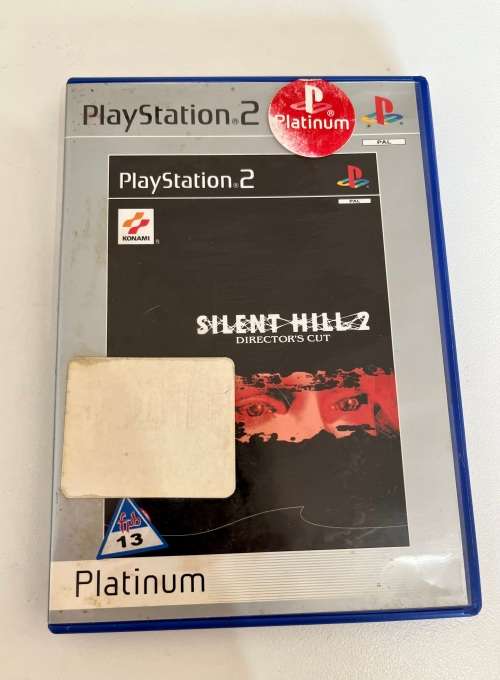 PlayStation®2
Platinum®
PAL
PlayStation®2
PAL
KONAMI®
SILENT HILL 2
DIRECTOR'S CUT
fpb
13
Platinum